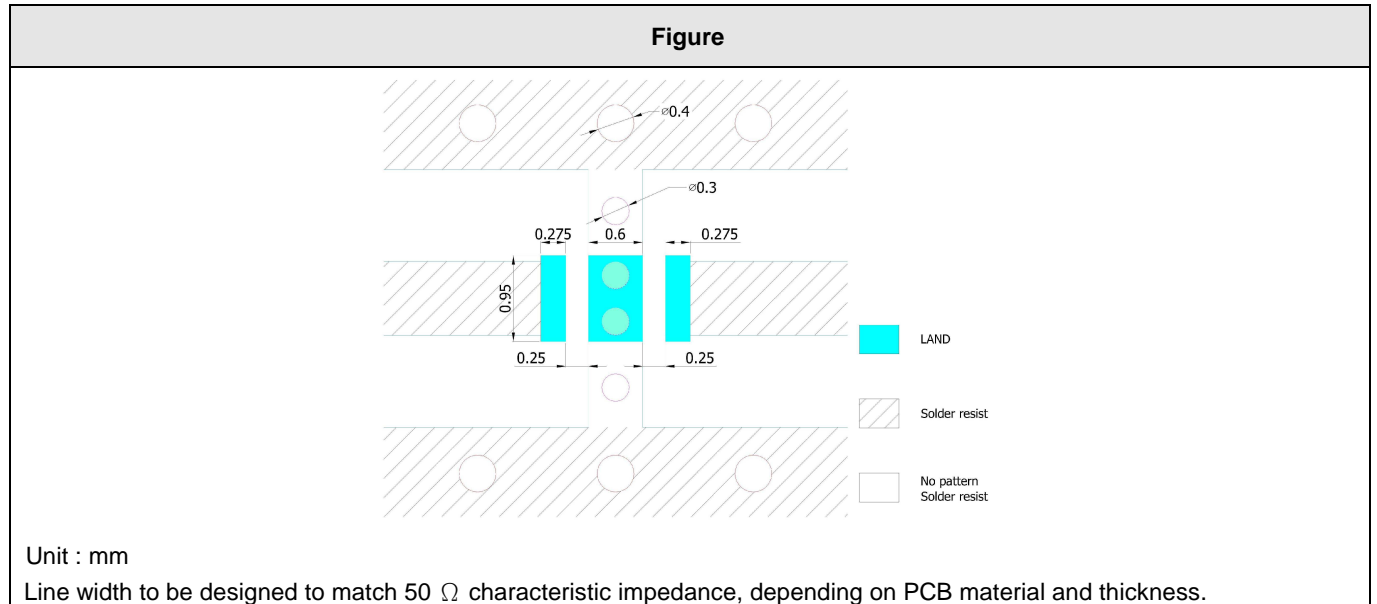 Figure
⌀0.4
⌀0.3
0.275 0.6 0.275
0.95
0.25 0.25
LAND
Solder resist
No pattern
Solder resist
Unit : mm
Line width to be designed to match 50 Ω characteristic impedance, depending on PCB material and thickness.